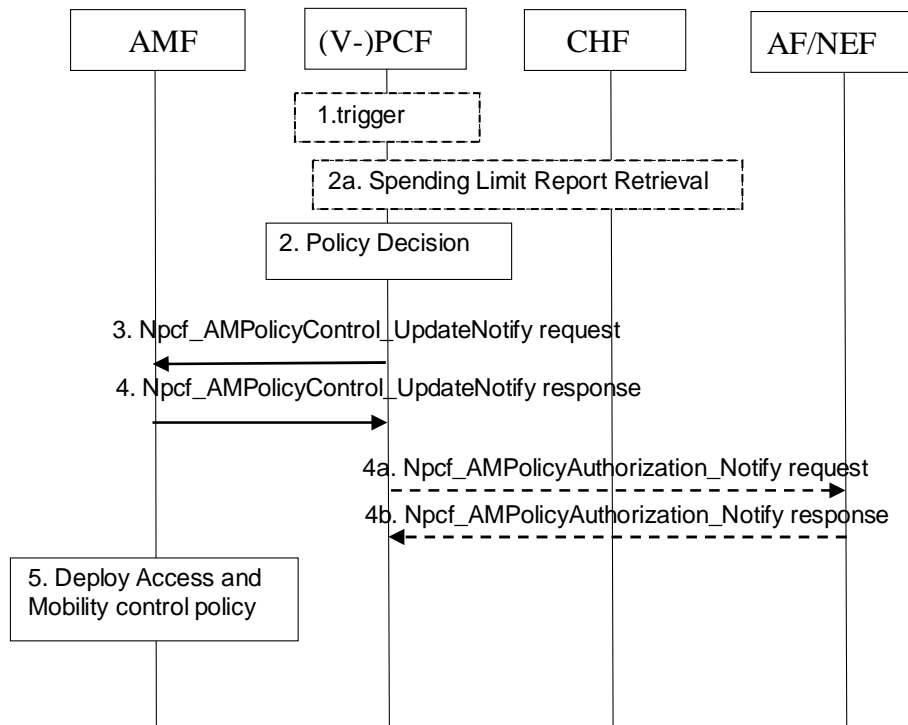 AMF
(V-)PCF
CHF
AF/NEF
1.trigger
2a. Spending Limit Report Retrieval
2. Policy Decision
3. Npcf_AMPolicyControl_UpdateNotify request
4. Npcf_AMPolicyControl_UpdateNotify response
4a. Npcf_AMPolicyAuthorization_Notify request
4b. Npcf_AMPolicyAuthorization_Notify response
5. Deploy Access and
Mobility control policy